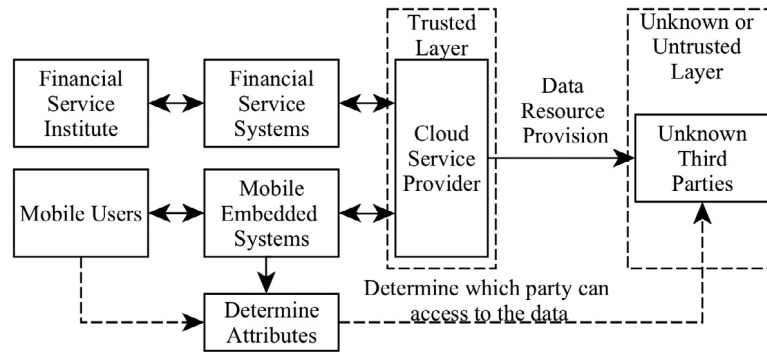 Trusted
Layer
Unknown or
Untrusted
Layer
Financial
Service
Institute
Financial
Service
Systems
Cloud
Service
Provider
Data
Resource
Provision
Unknown
Third
Parties
Mobile Users
Mobile
Embedded
Systems
Determine
Attributes
Determine which party can
access to the data